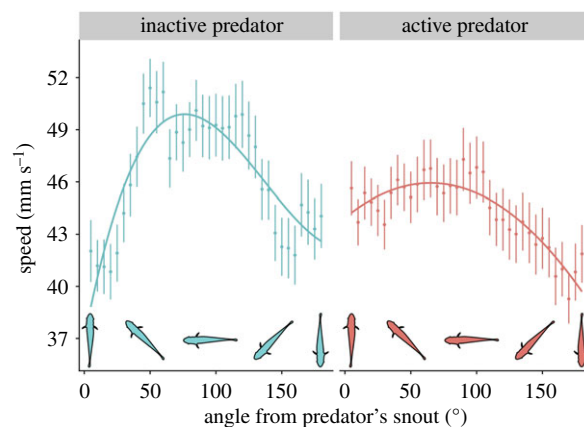 inactive predator
active predator
52
49
46
43
40
37
speed (mm s⁻¹)
0 50 100 150
0 50 100 150
angle from predator's snout (°)